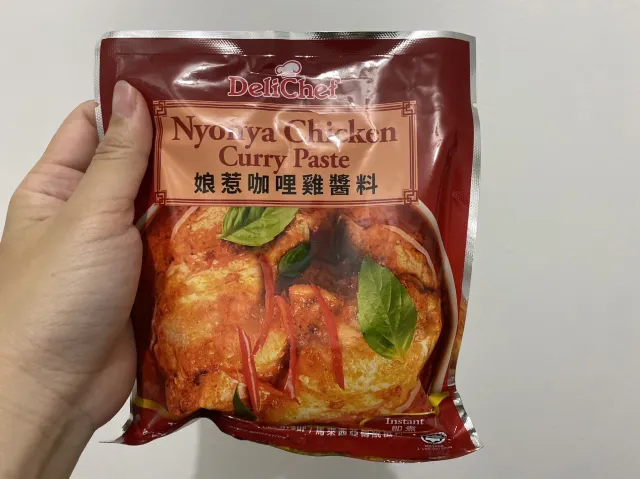 DeliChef
Nyonya Chicken
Curry Paste
娘惹咖哩雞醬料
Instant
即煮